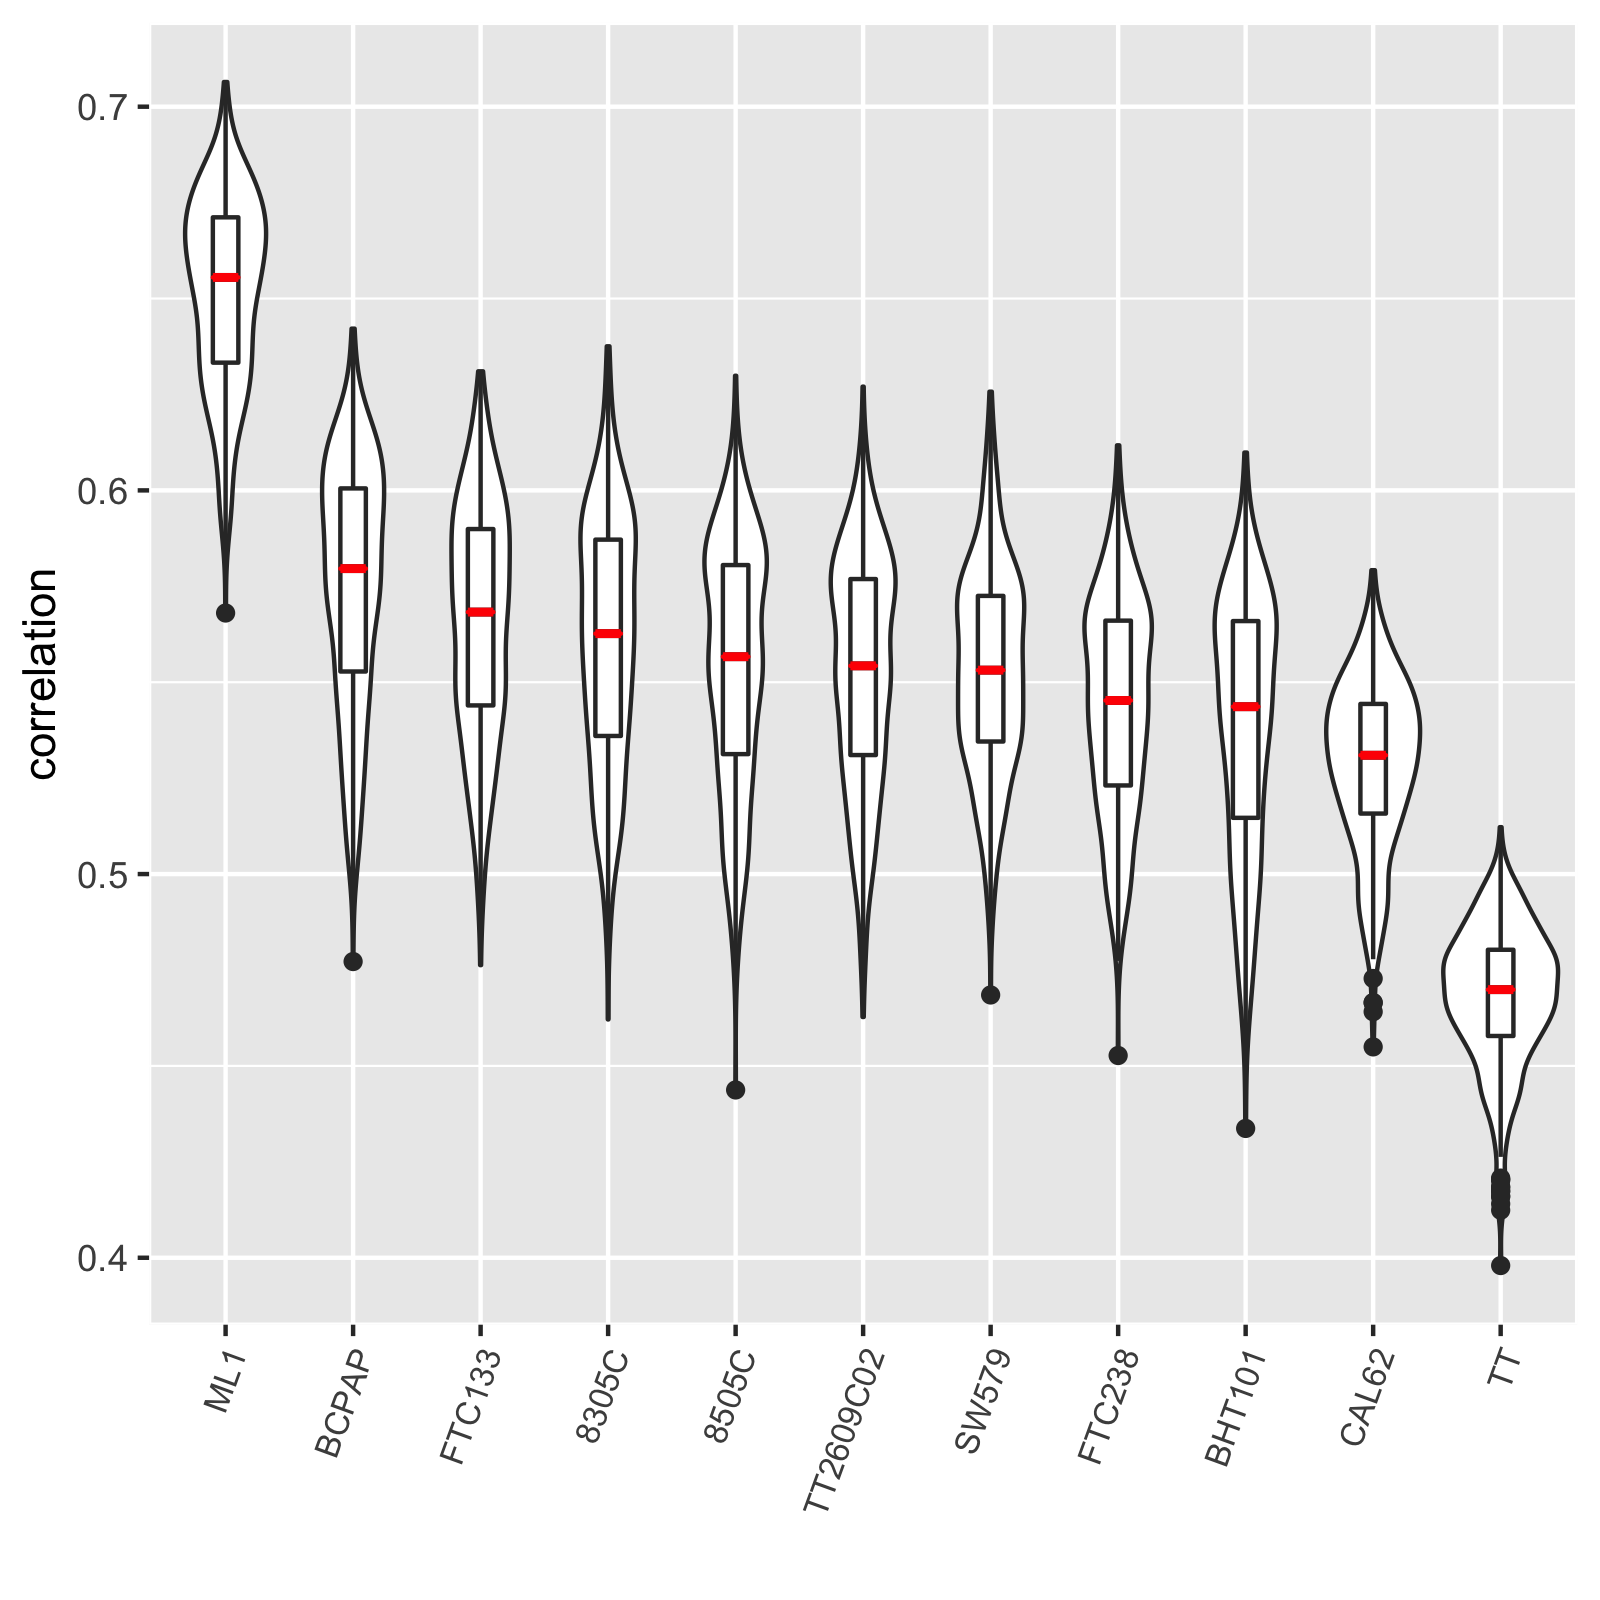 correlation
0.7
0.6
0.5
0.4
ML1
BCPAP
FTC133
8305C
8505C
TT2609C02
SW579
FTC238
BHT101
CAL62
TT